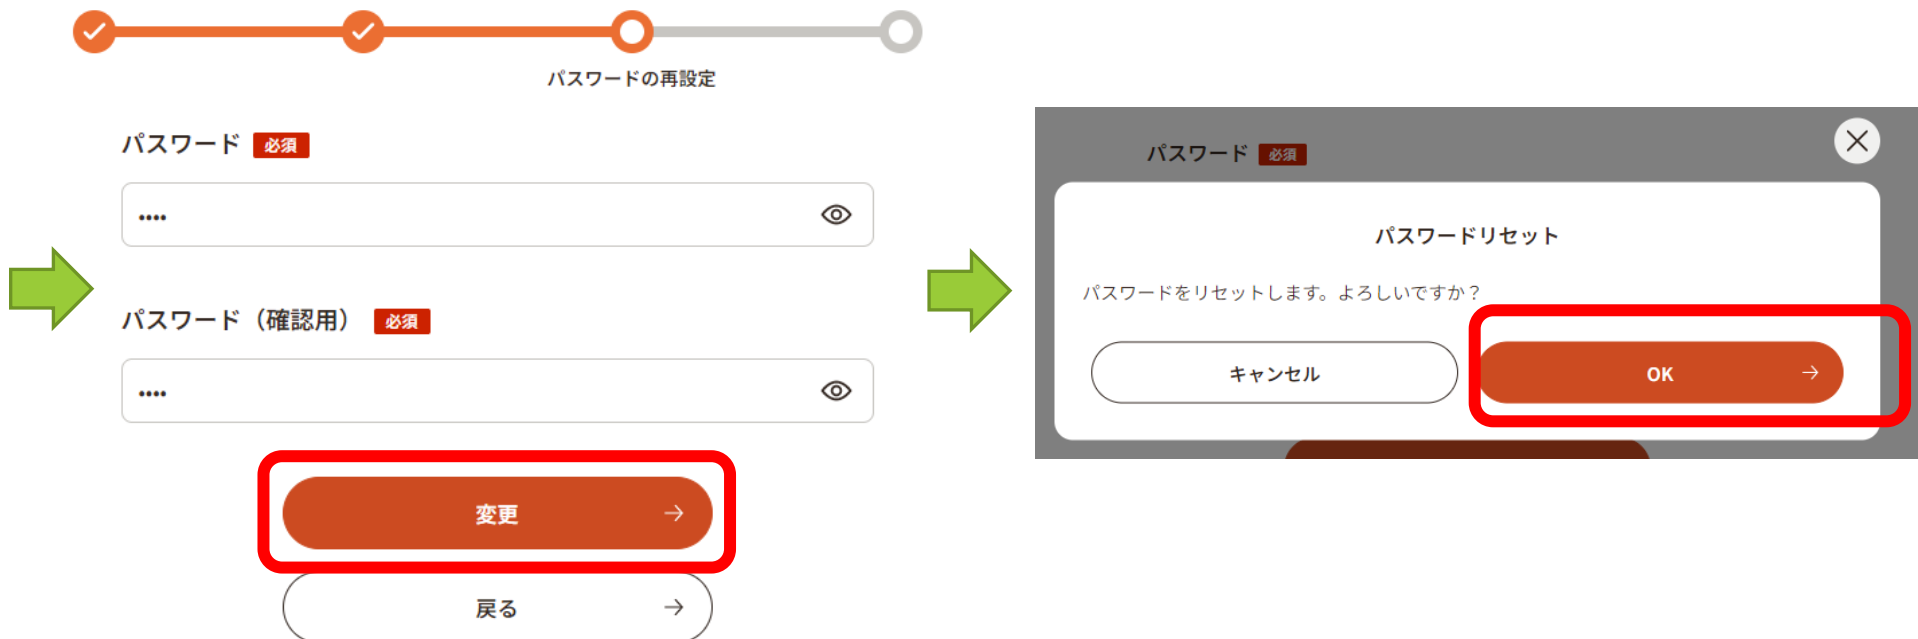 パスワードの再設定
パスワード 必須
••••
パスワード（確認用） 必須
••••
変更
戻る
パスワード 必須
パスワードリセット
パスワードをリセットします。よろしいですか？
キャンセル
OK